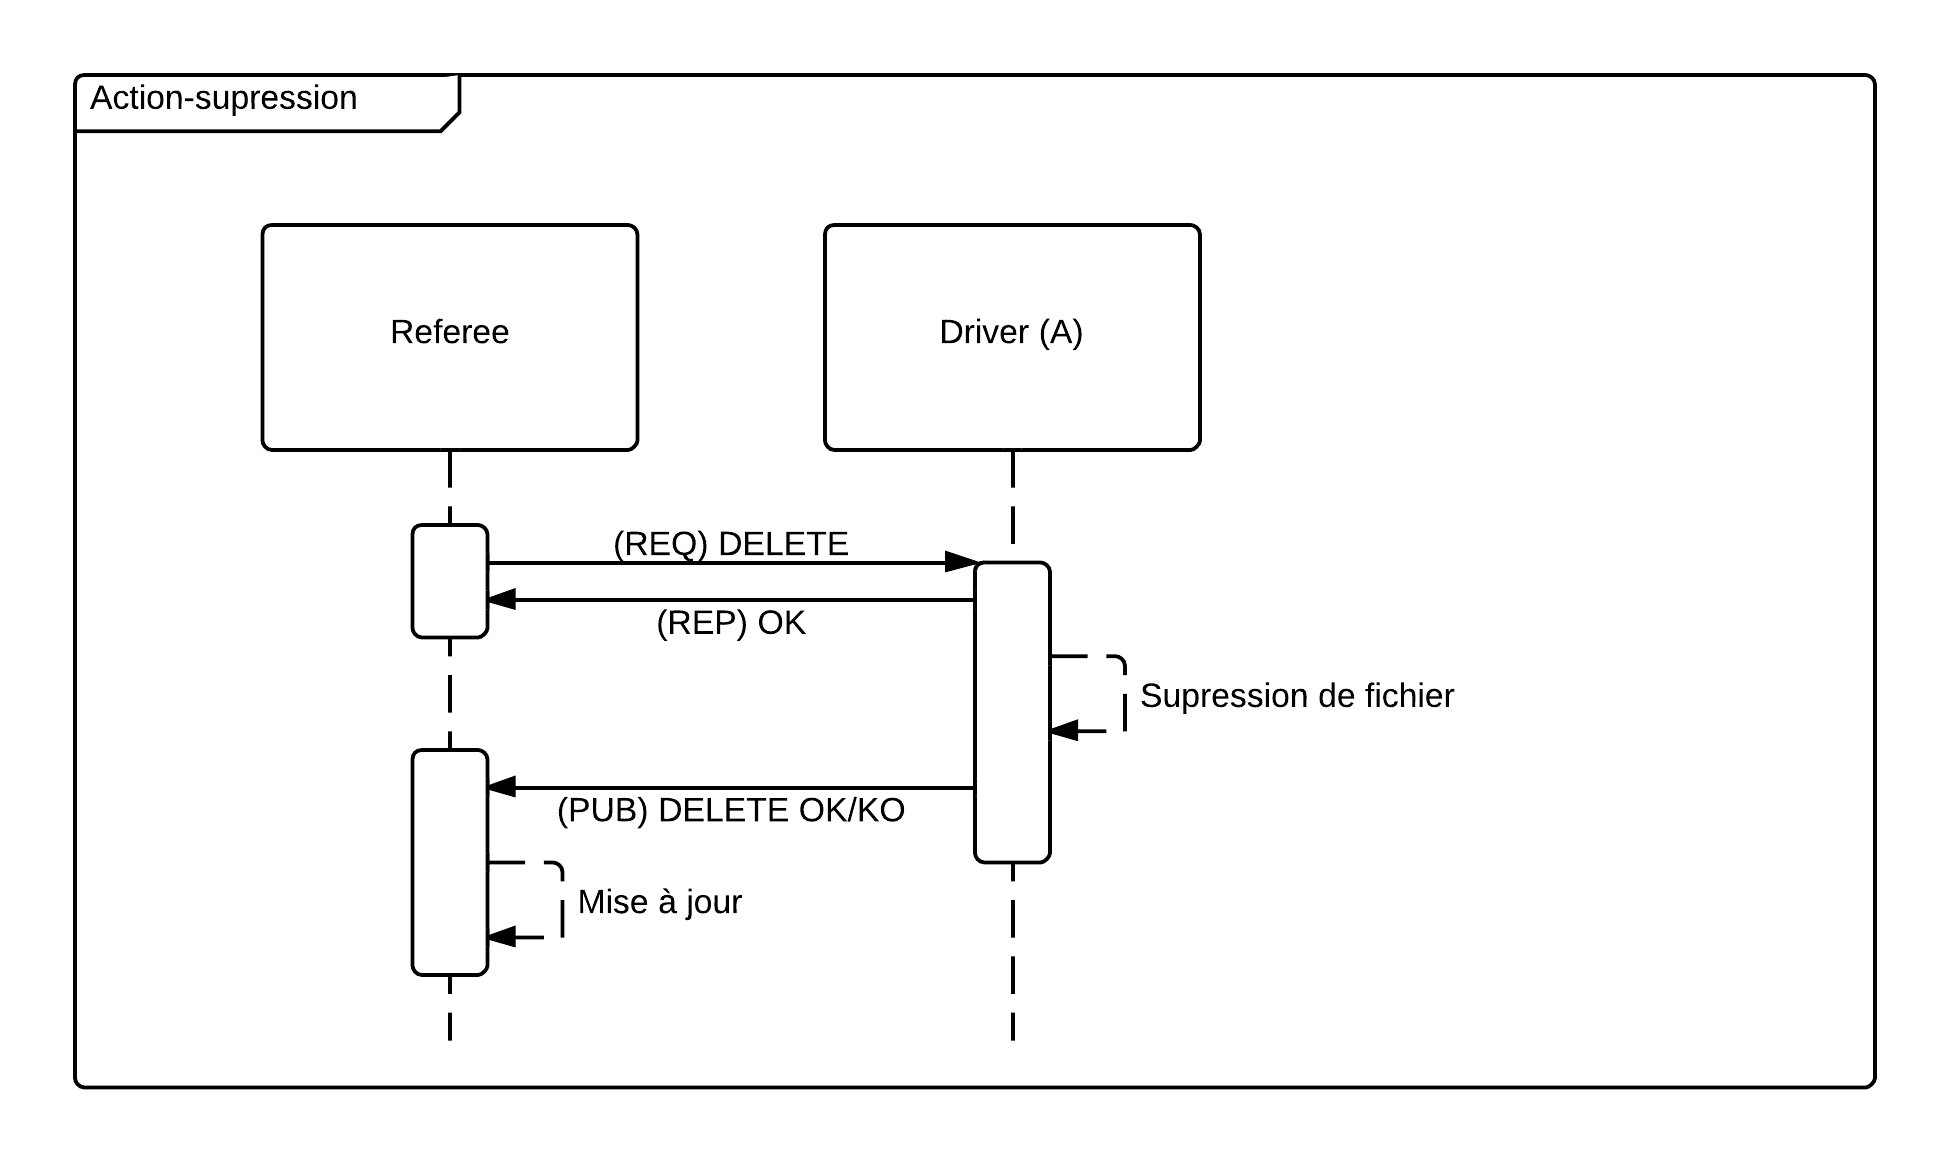 Action-supression
Referee
Driver (A)
(REQ) DELETE
(REP) OK
Supression de fichier
(PUB) DELETE OK/KO
Mise à jour